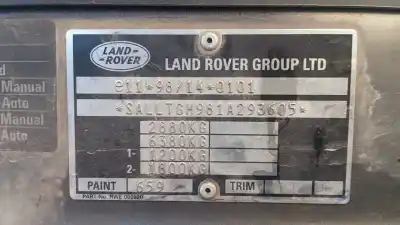 LAND-
ROVER
LAND ROVER GROUP LTD
e11*98/14*0101
*SALLTGH981A293605*
2880KG
6380KG
1- 1200KG
2- 1800KG
PAINT 659 TRIM
Manual
Auto
Manual
Auto